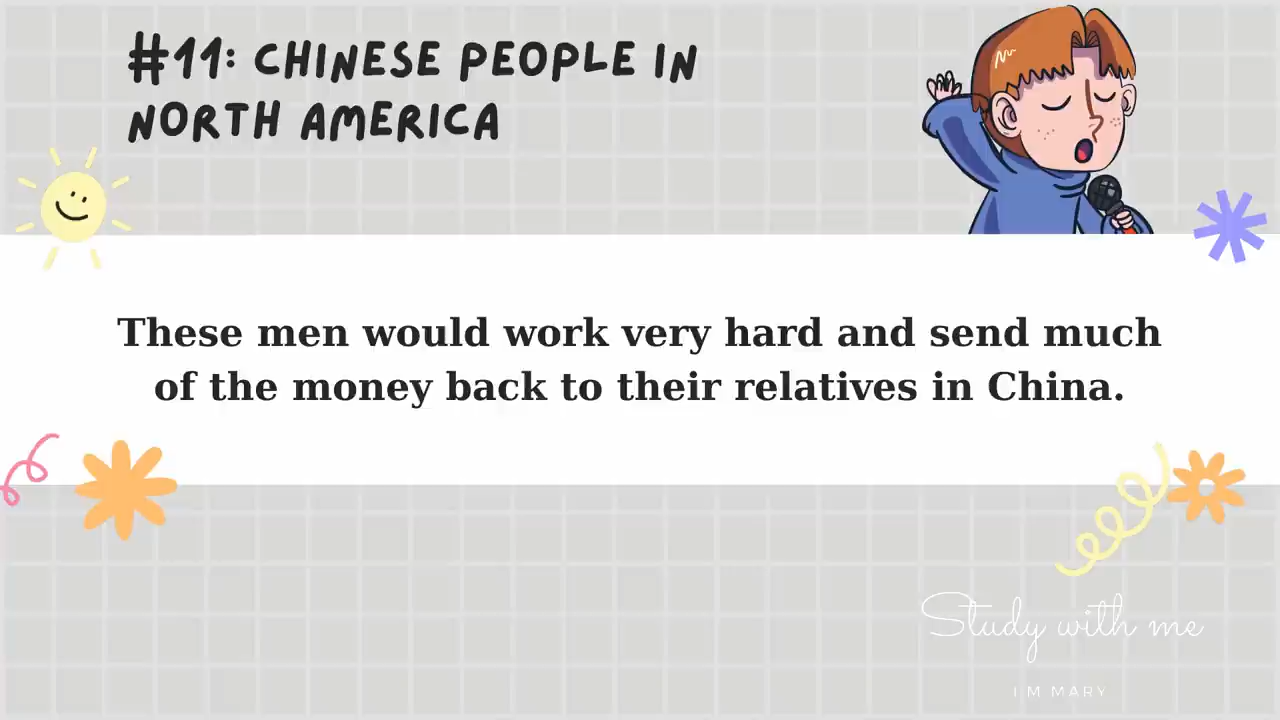 #11: CHINESE PEOPLE IN
NORTH AMERICA
These men would work very hard and send much
of the money back to their relatives in China.
Study with me
I'M MARY